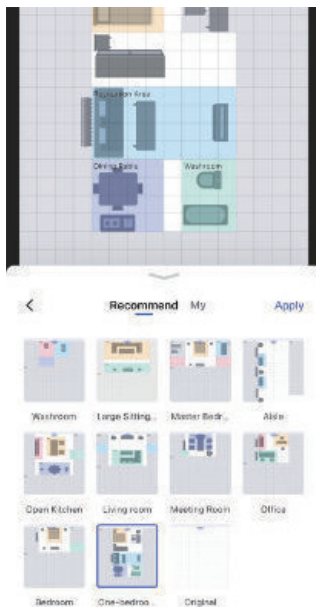 Recreation Area
Dining Table Washroom
Recommend My Apply
Washroom Large Sitting... Master Bedr... Aisle
Open Kitchen Living room Meeting Room Office
Bedroom One-bedroo... Original